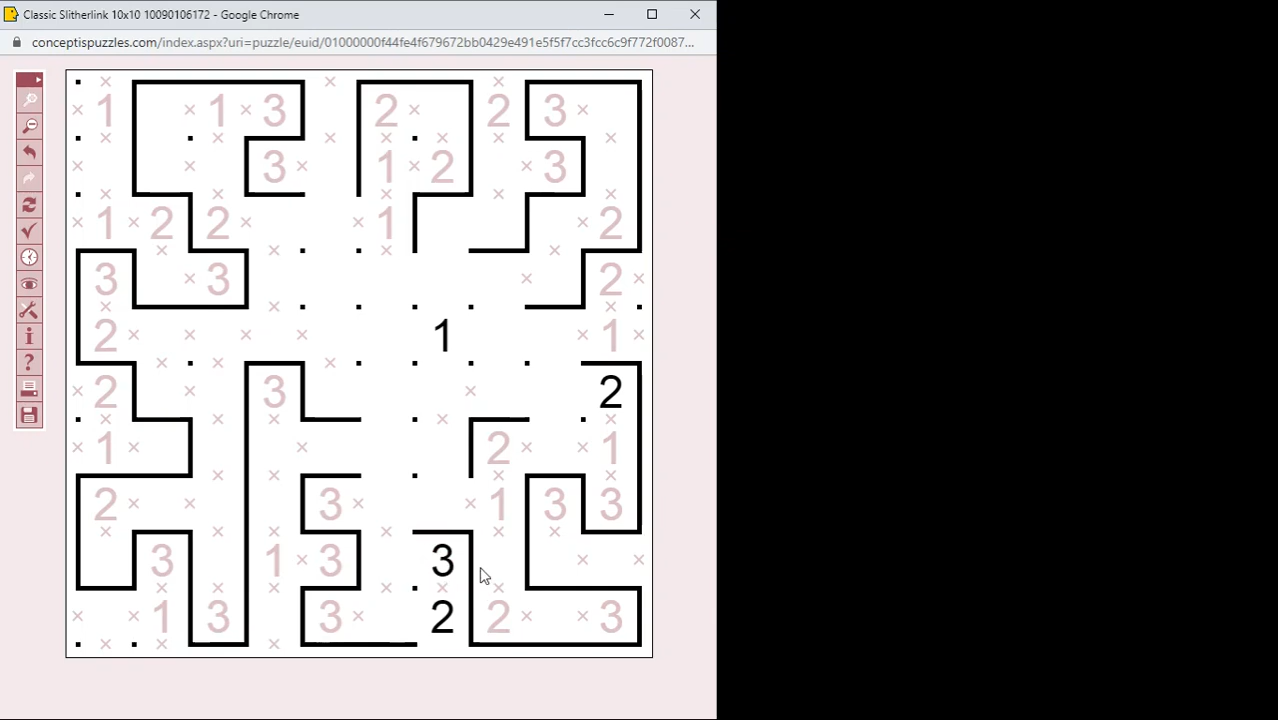 Classic Slitherlink 10x10 10090106172 - Google Chrome
conceptispuzzles.com/index.aspx?uri=puzzle/euid/01000000f44fe4f679672bb0429e491e5f5f7cc3fcc6c9f772f0087...
1 1 3 2 2 3
3 1 2 3
1 2 2 1 2
3 3 2
2 1 1
2 3 2
1 2 1
2 3 1 3 3
3 1 3 3
1 3 3 2 2 3